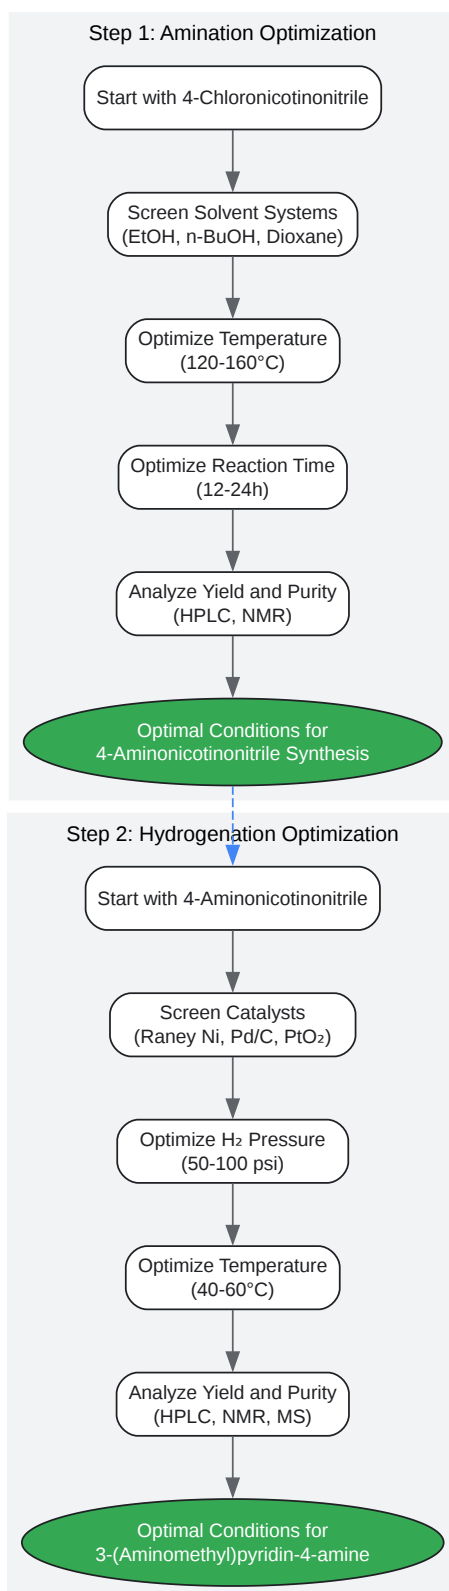 Step 1: Amination Optimization
Start with 4-Chloronicotinonitrile
Screen Solvent Systems
(EtOH, n-BuOH, Dioxane)
Optimize Temperature
(120-160°C)
Optimize Reaction Time
(12-24h)
Analyze Yield and Purity
(HPLC, NMR)
Optimal Conditions for
4-Aminonicotinonitrile Synthesis
Step 2: Hydrogenation Optimization
Start with 4-Aminonicotinonitrile
Screen Catalysts
(Raney Ni, Pd/C, PtO₂)
Optimize H₂ Pressure
(50-100 psi)
Optimize Temperature
(40-60°C)
Analyze Yield and Purity
(HPLC, NMR, MS)
Optimal Conditions for
3-(Aminomethyl)pyridin-4-amine